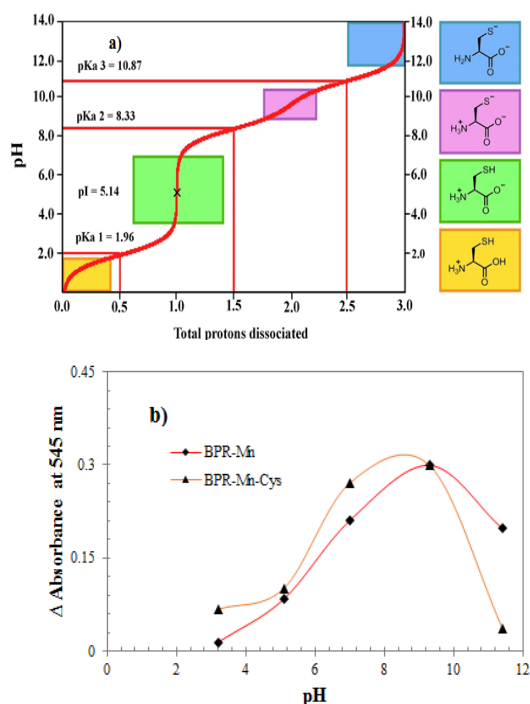 a)
14.0
12.0
10.0
8.0
6.0
4.0
2.0
pH
pKa 3 = 10.87
pKa 2 = 8.33
pI = 5.14
pKa 1 = 1.96
X
0.0 0.5 1.0 1.5 2.0 2.5 3.0
Total protons dissociated
14.0
12.0
10.0
8.0
6.0
4.0
2.0
S⁻
H₂N
O⁻
O
S⁻
H₃N⁺
O⁻
O
SH
H₃N⁺
O⁻
O
SH
H₃N⁺
OH
O
b)
BPR-Mn
BPR-Mn-Cys
0.45
0.3
0.15
0
Δ Absorbance at 545 nm
0 2 4 6 8 10 12
pH